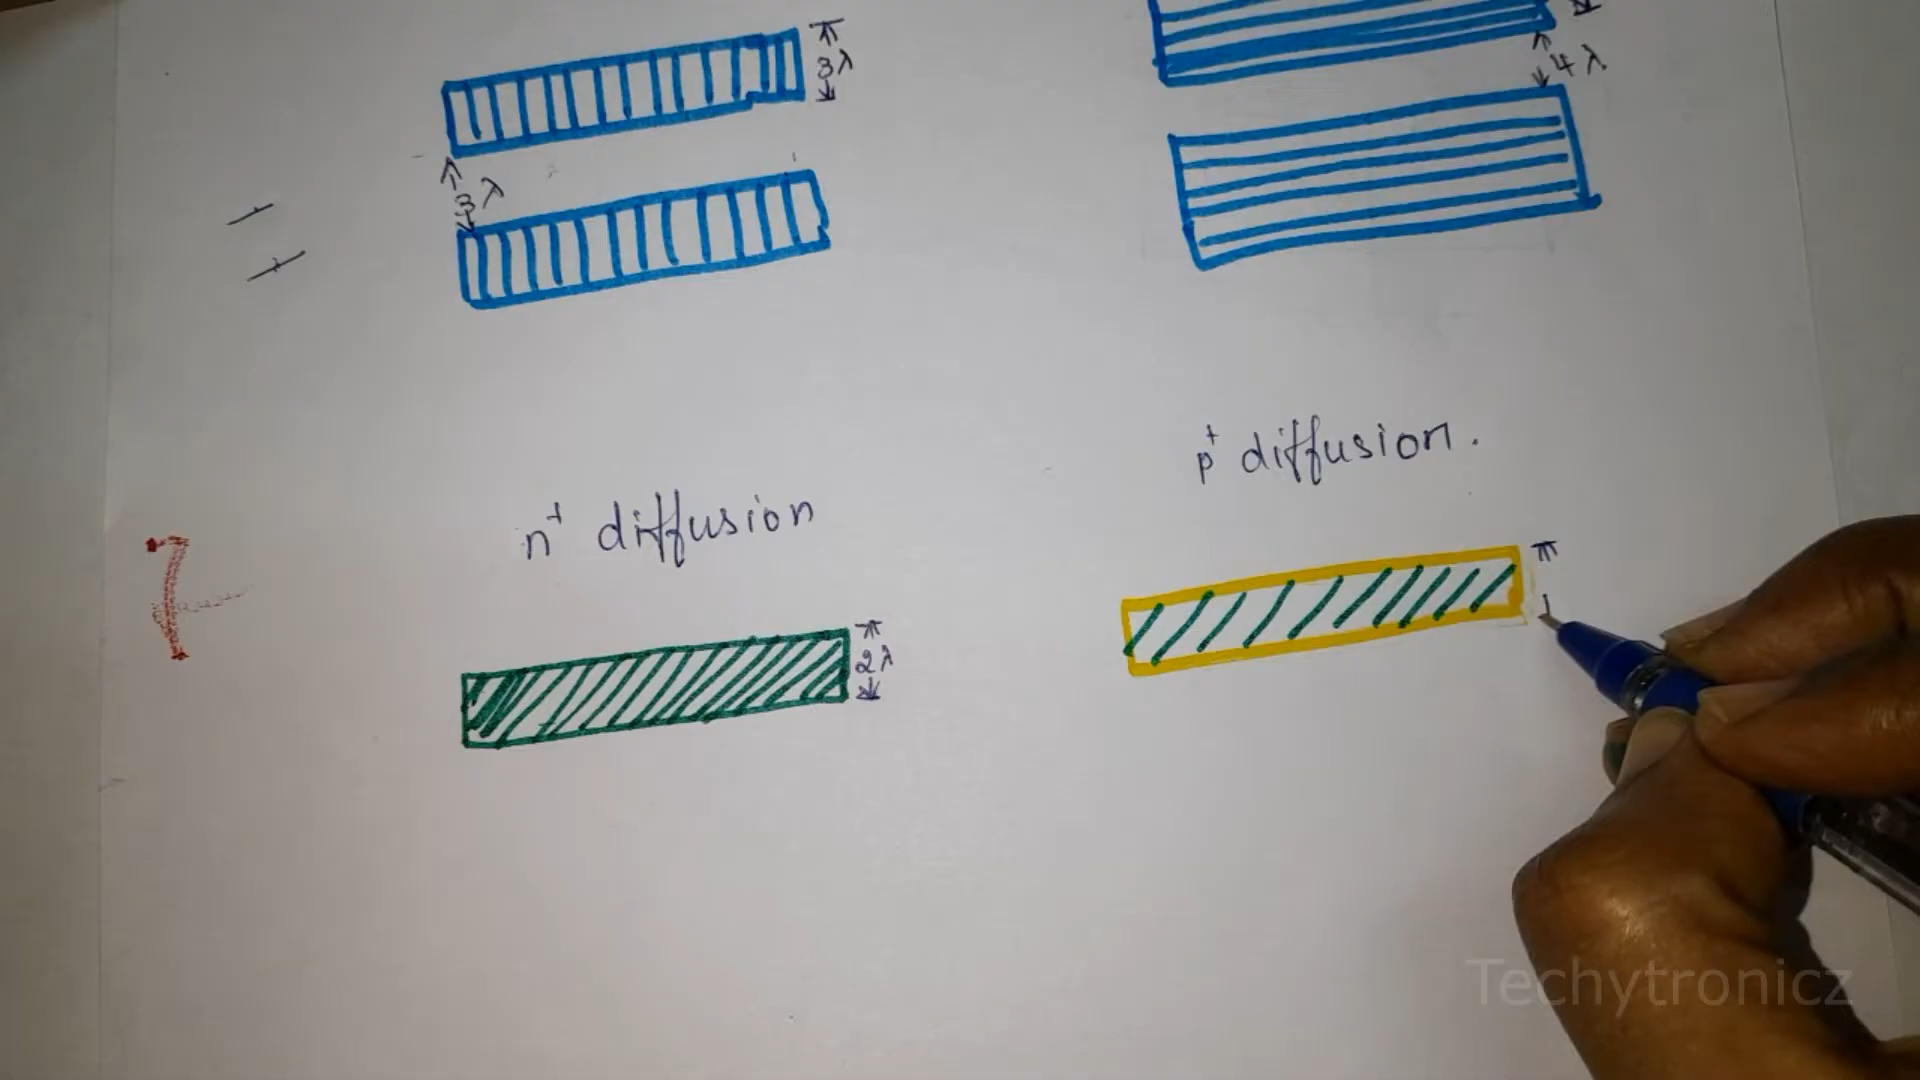 3λ
4λ
3λ
p⁺ diffusion.
n⁺ diffusion
2λ
Techytronicz